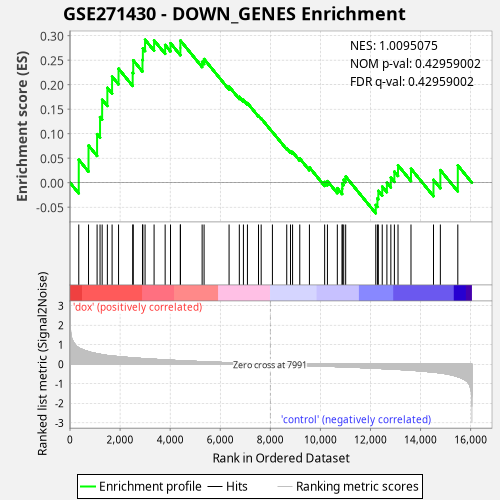 GSE271430 - DOWN_GENES Enrichment
Enrichment score (ES)
0.30
0.25
0.20
0.15
0.10
0.05
0.00
-0.05
NES: 1.0095075
NOM p-val: 0.42959002
FDR q-val: 0.42959002
'dox' (positively correlated)
Ranked list metric (Signal2Noise)
3
2
1
0
-1
-2
-3
Zero cross at 7991
'control' (negatively correlated)
0 2,000 4,000 6,000 8,000 10,000 12,000 14,000 16,000
Rank in Ordered Dataset
Enrichment profile Hits Ranking metric scores